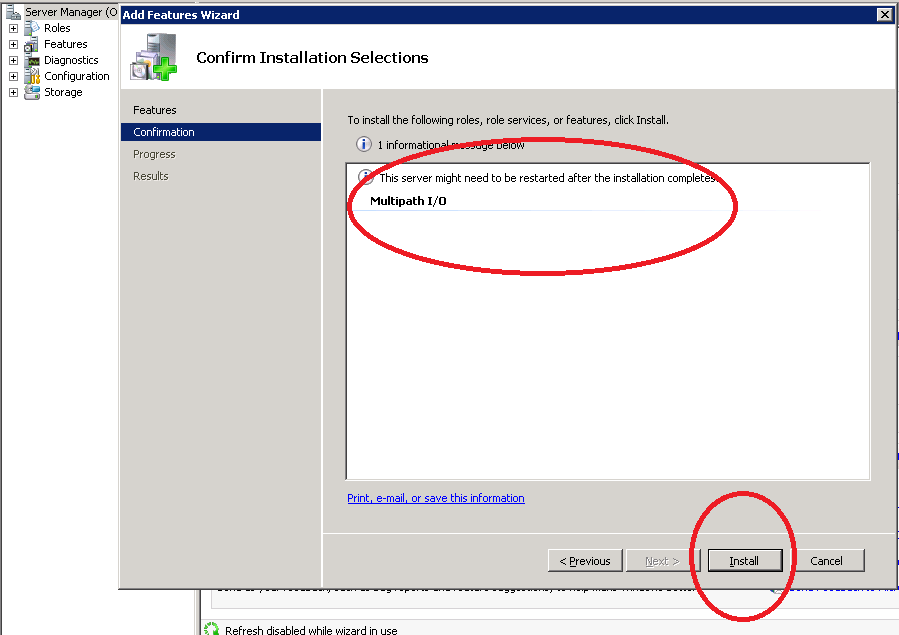 Server Manager (O
Roles
Features
Diagnostics
Configuration
Storage
Add Features Wizard
Confirm Installation Selections
Features
Confirmation
Progress
Results
To install the following roles, role services, or features, click Install.
1 informational message below
This server might need to be restarted after the installation completes.
Multipath I/O
Print, e-mail, or save this information
< Previous
Next >
Install
Cancel
Refresh disabled while wizard in use